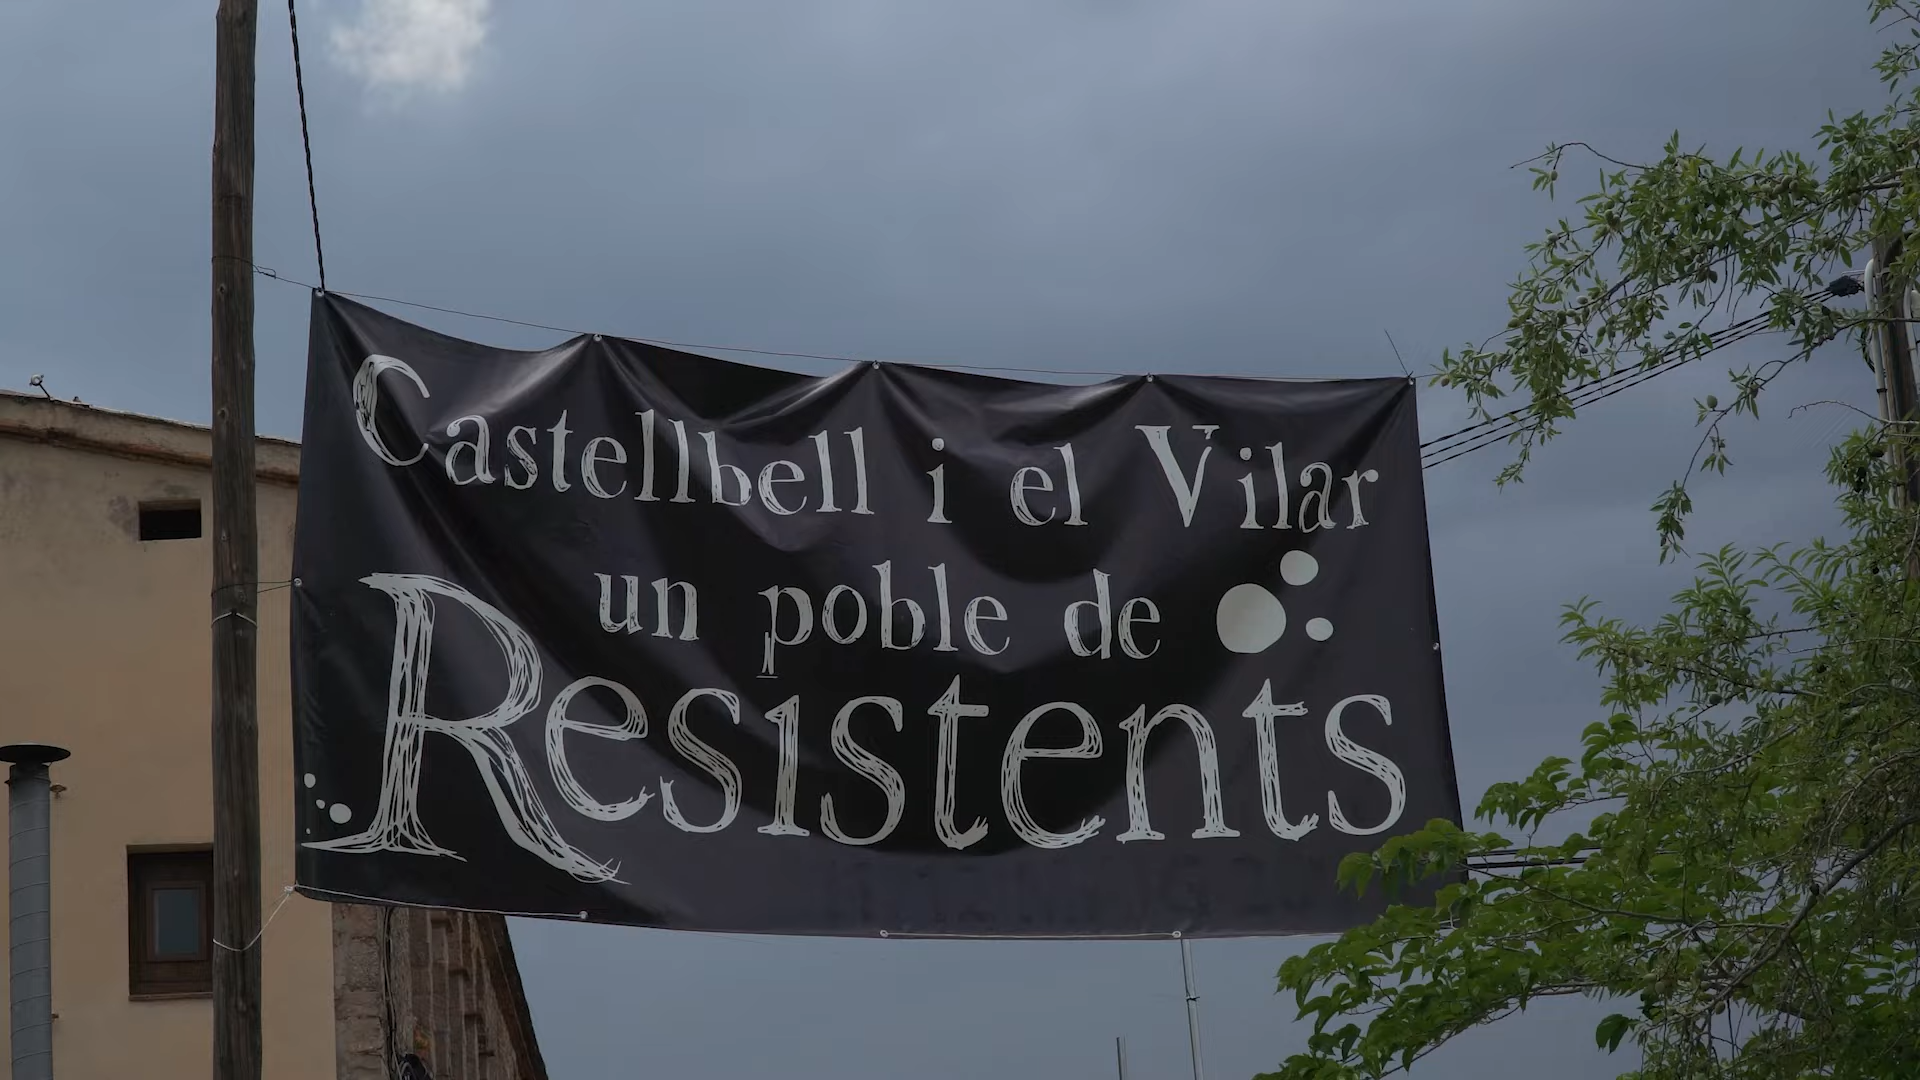 Castellbell i el Vilar
un poble de
Resistents